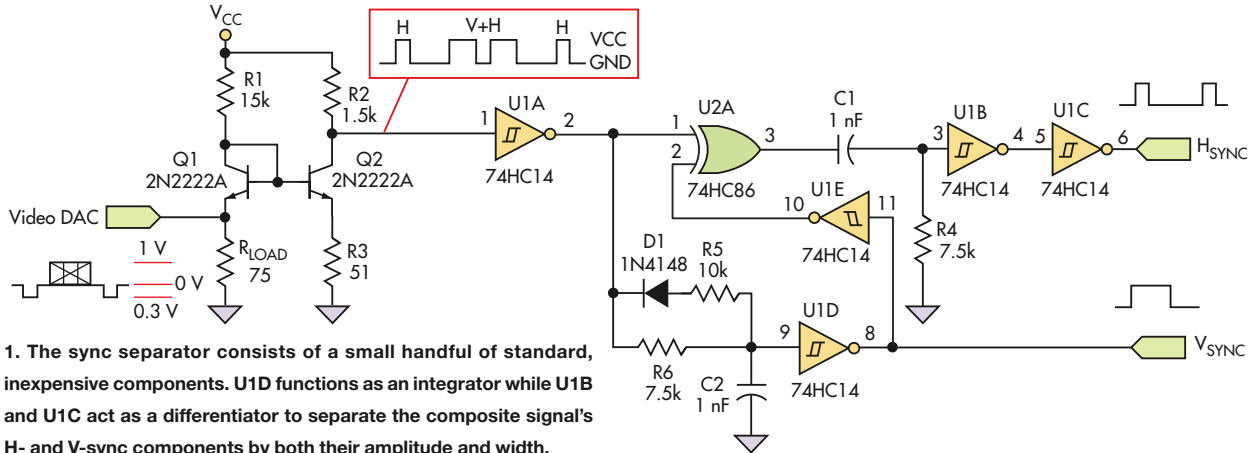 VCC
R1
15k
R2
1.5k
H V+H H VCC
GND
Q1
2N2222A
Q2
2N2222A
Video DAC
RLOAD
75
R3
51
1 V
0 V
0.3 V
1 U1A 2
74HC14
U2A
1
2
3
74HC86
C1
1 nF
U1B
3 4
74HC14
U1C
5 6
74HC14
HSYNC
U1E
10 11
74HC14
R4
7.5k
D1
1N4148
R5
10k
R6
7.5k
C2
1 nF
U1D
9 8
74HC14
VSYNC
1. The sync separator consists of a small handful of standard,
inexpensive components. U1D functions as an integrator while U1B
and U1C act as a differentiator to separate the composite signal's
H- and V-sync components by both their amplitude and width.